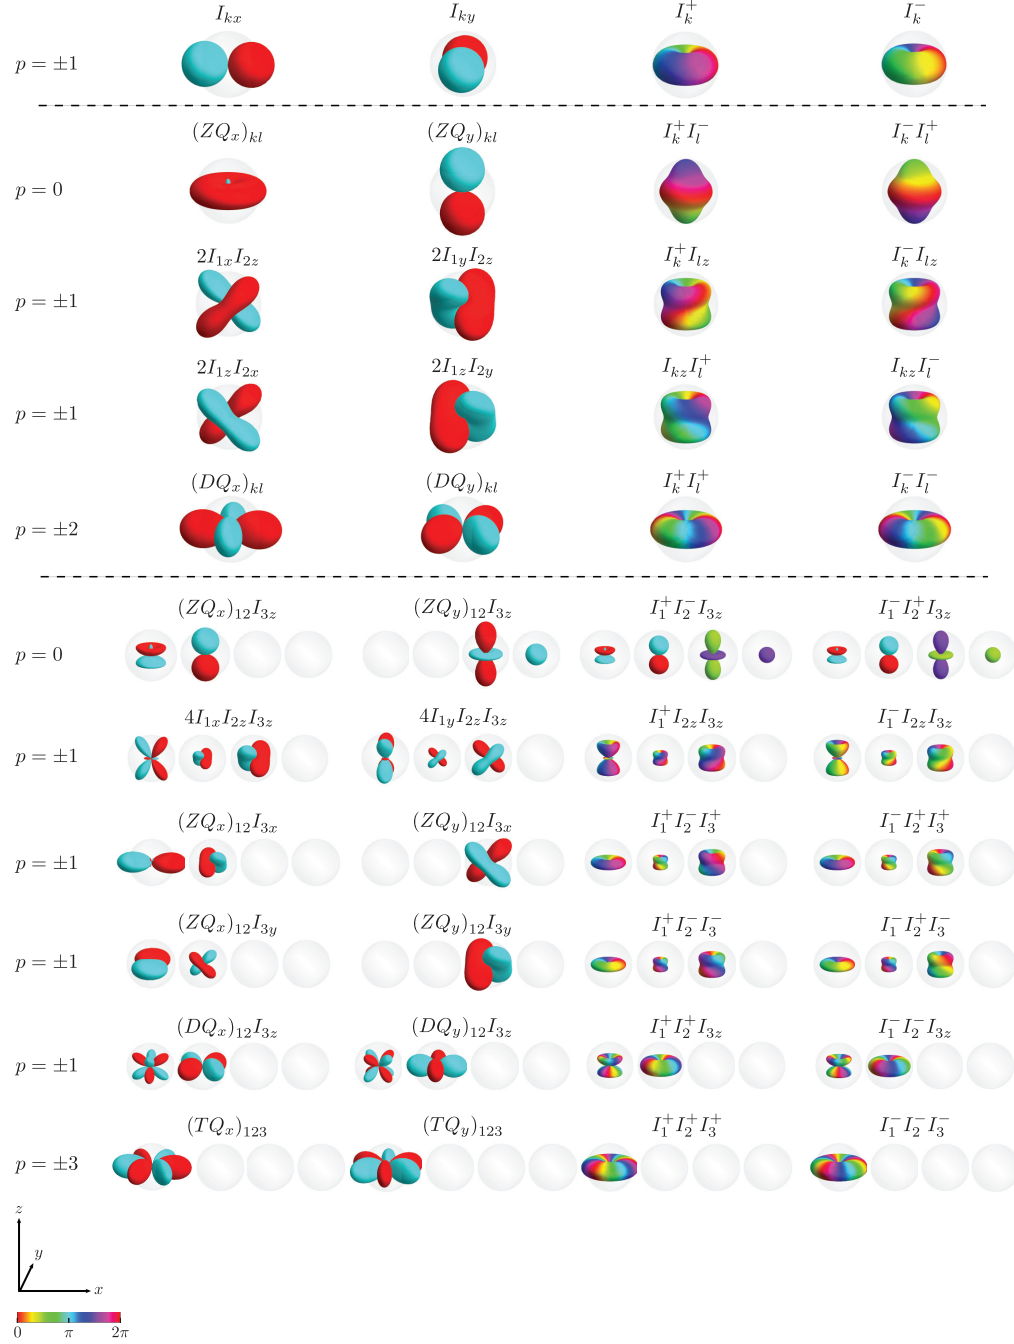 I_{kx} I_{ky} I_k^+ I_k^-
p = ±1
(ZQ_x)_{kl} (ZQ_y)_{kl} I_k^+ I_l^- I_k^- I_l^+
p = 0
2I_{1x}I_{2z} 2I_{1y}I_{2z} I_k^+ I_{lz} I_k^- I_{lz}
p = ±1
2I_{1z}I_{2x} 2I_{1z}I_{2y} I_{kz}I_l^+ I_{kz}I_l^-
p = ±1
(DQ_x)_{kl} (DQ_y)_{kl} I_k^+ I_l^+ I_k^- I_l^-
p = ±2
(ZQ_x)_{12}I_{3z} (ZQ_y)_{12}I_{3z} I_1^+ I_2^- I_{3z} I_1^- I_2^+ I_{3z}
p = 0
4I_{1x}I_{2z}I_{3z} 4I_{1y}I_{2z}I_{3z} I_1^+ I_{2z}I_{3z} I_1^- I_{2z}I_{3z}
p = ±1
(ZQ_x)_{12}I_{3x} (ZQ_y)_{12}I_{3x} I_1^+ I_2^- I_3^+ I_1^- I_2^+ I_3^+
p = ±1
(ZQ_x)_{12}I_{3y} (ZQ_y)_{12}I_{3y} I_1^+ I_2^- I_3^- I_1^- I_2^+ I_3^-
p = ±1
(DQ_x)_{12}I_{3z} (DQ_y)_{12}I_{3z} I_1^+ I_2^+ I_{3z} I_1^- I_2^- I_{3z}
p = ±1
(TQ_x)_{123} (TQ_y)_{123} I_1^+ I_2^+ I_3^+ I_1^- I_2^- I_3^-
p = ±3
z
y
x
0 π 2π